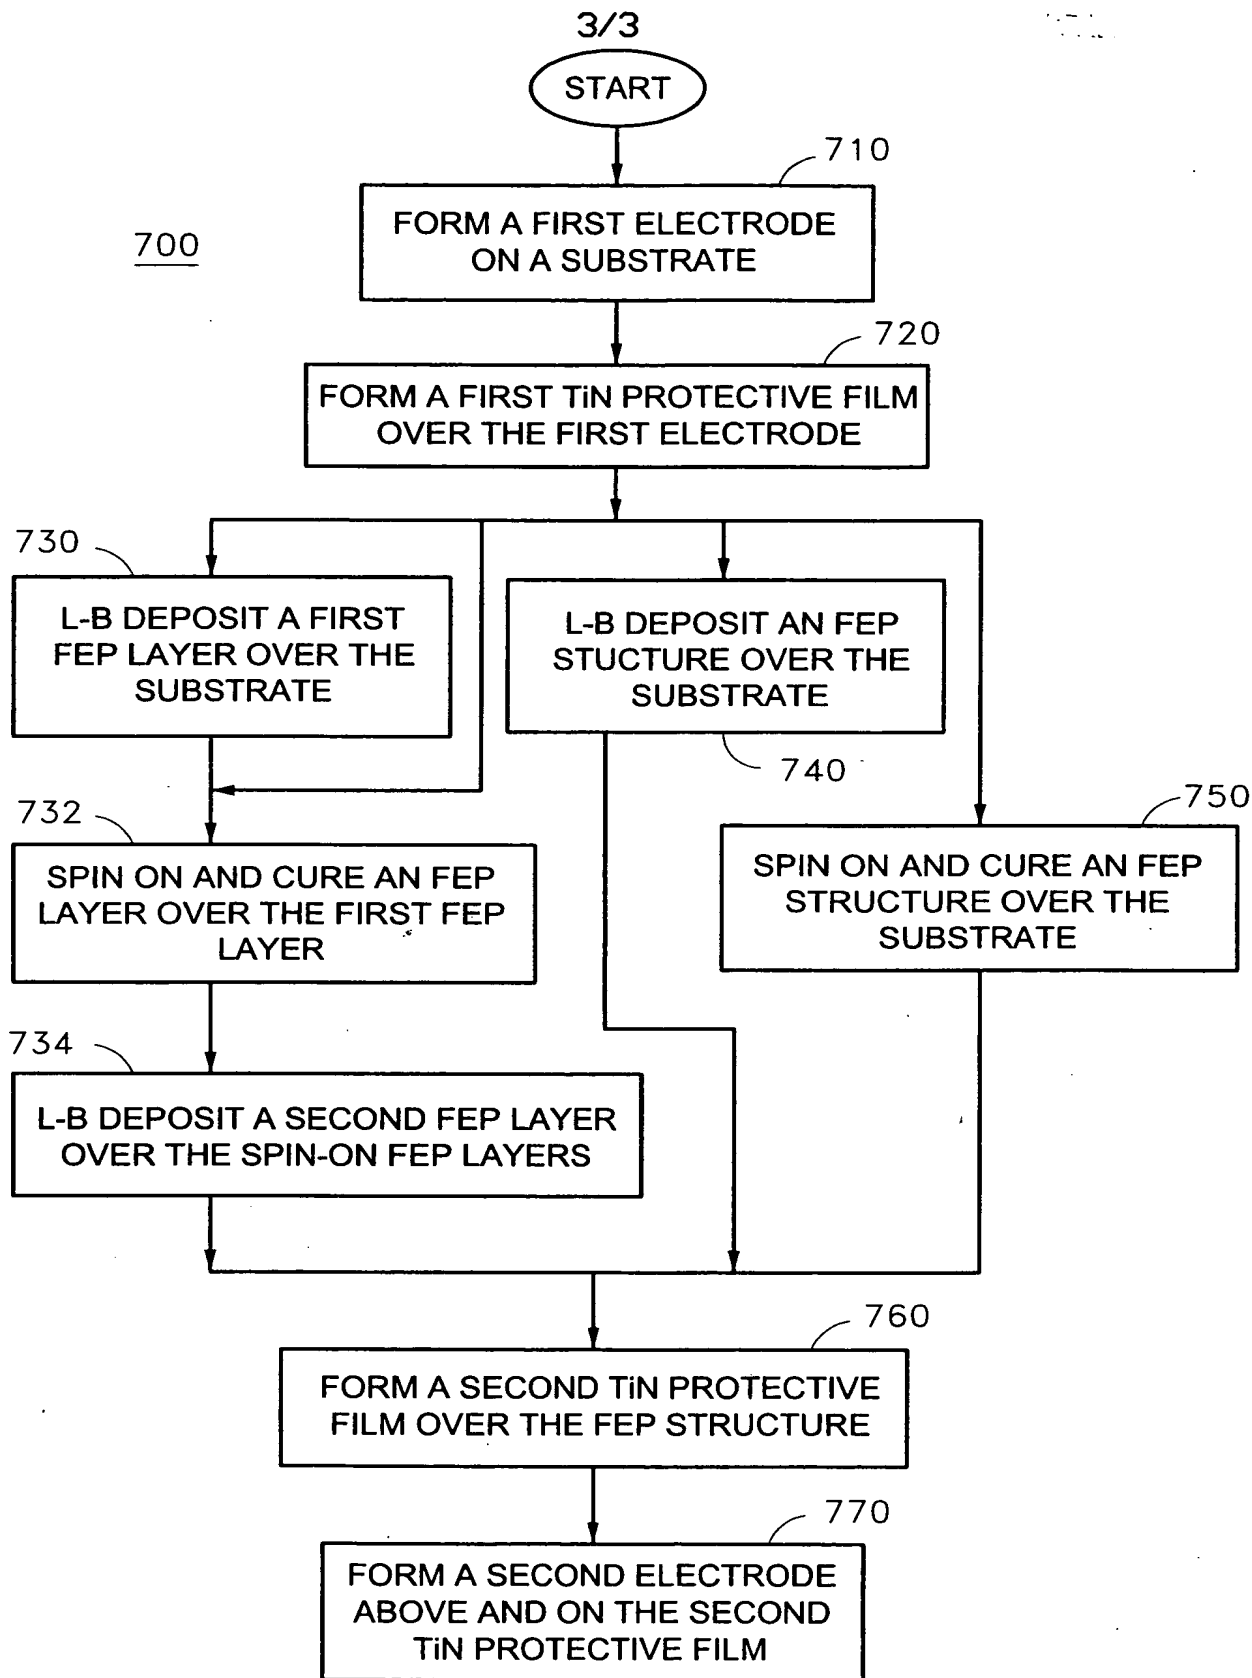 3/3
START
710
FORM A FIRST ELECTRODE
ON A SUBSTRATE
700
720
FORM A FIRST TiN PROTECTIVE FILM
OVER THE FIRST ELECTRODE
730
L-B DEPOSIT A FIRST
FEP LAYER OVER THE
SUBSTRATE
L-B DEPOSIT AN FEP
STUCTURE OVER THE
SUBSTRATE
740
732
SPIN ON AND CURE AN FEP
LAYER OVER THE FIRST FEP
LAYER
750
SPIN ON AND CURE AN FEP
STRUCTURE OVER THE
SUBSTRATE
734
L-B DEPOSIT A SECOND FEP LAYER
OVER THE SPIN-ON FEP LAYERS
760
FORM A SECOND TiN PROTECTIVE
FILM OVER THE FEP STRUCTURE
770
FORM A SECOND ELECTRODE
ABOVE AND ON THE SECOND
TiN PROTECTIVE FILM